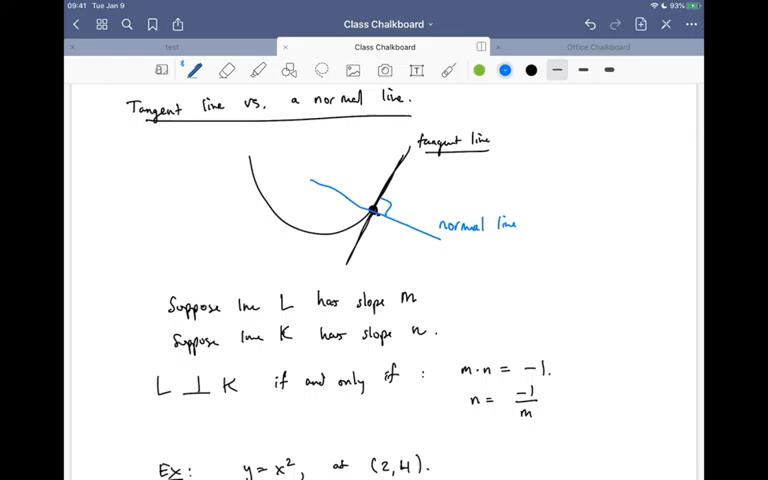 09:41 Tue Jan 9
93%
Class Chalkboard
test
Class Chalkboard
Office Chalkboard
Tangent line vs. a normal line.
tangent line
normal line
Suppose line L has slope m
Suppose line K has slope n.
L ⊥ K if and only if : m·n = -1.
n = -1/m
Ex: y = x², at (2,4).